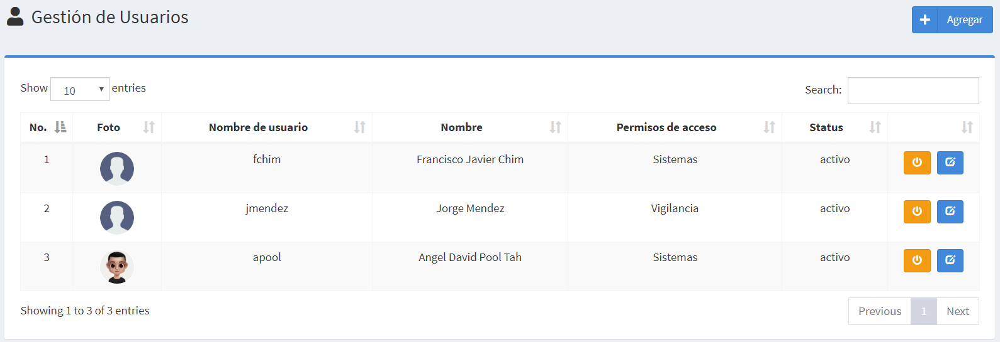 Gestión de Usuarios
Agregar
Show 10 entries
Search:
No. Foto Nombre de usuario Nombre Permisos de acceso Status
1 fchim Francisco Javier Chim Sistemas activo
2 jmendez Jorge Mendez Vigilancia activo
3 apool Angel David Pool Tah Sistemas activo
Showing 1 to 3 of 3 entries
Previous 1 Next